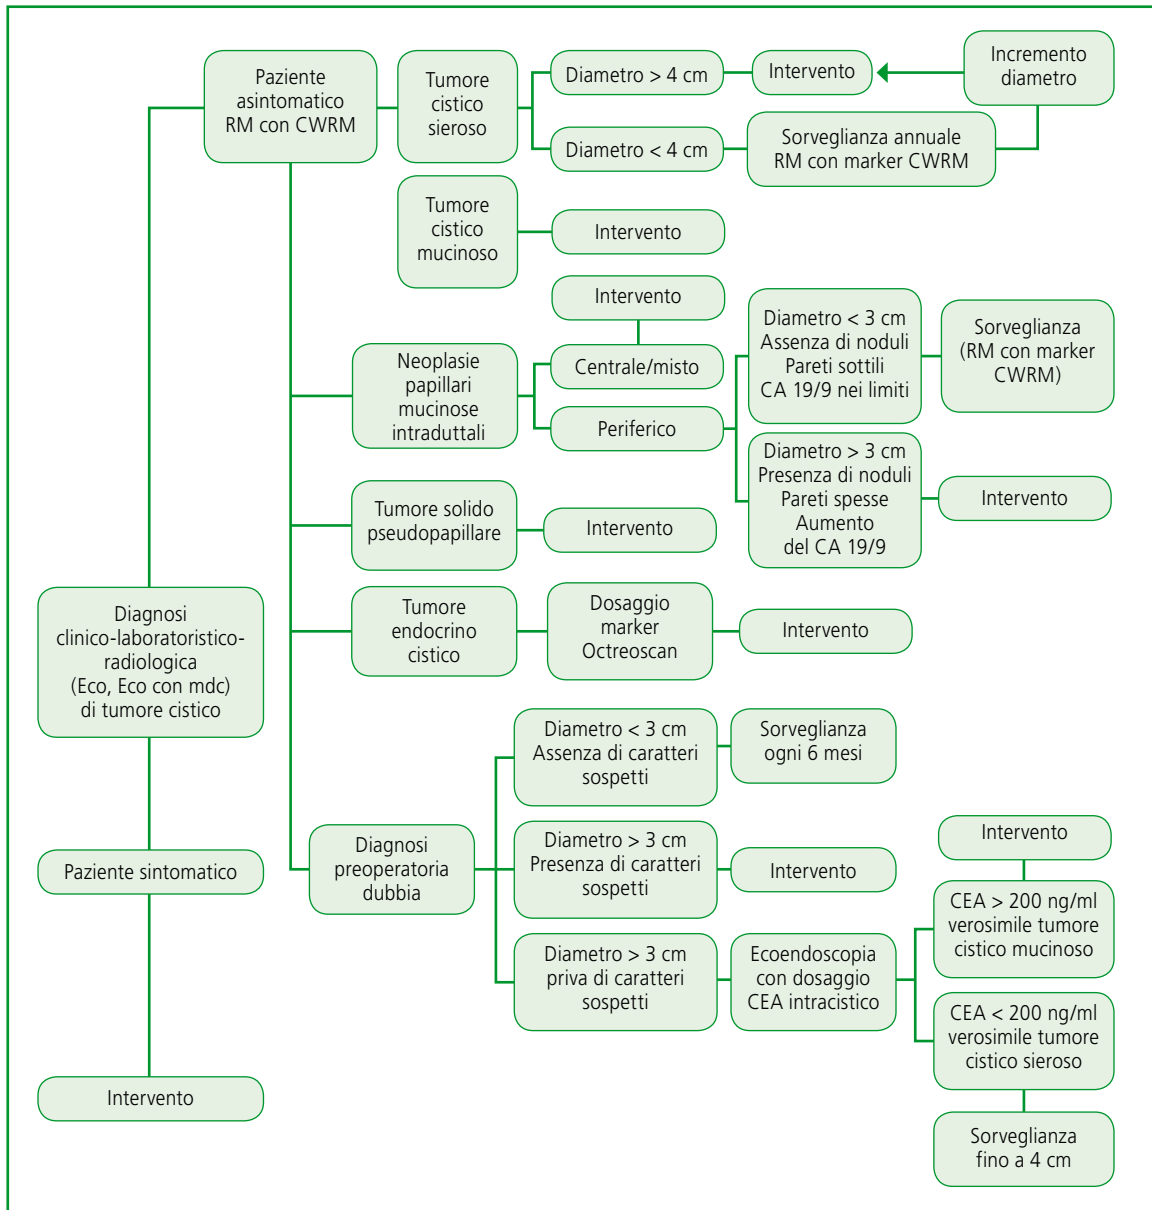 Paziente
asintomatico
RM con CWRM
Tumore
cistico
sieroso
Diametro > 4 cm
Intervento
Incremento
diametro
Diametro < 4 cm
Sorveglianza annuale
RM con marker CWRM
Tumore
cistico
mucinoso
Intervento
Neoplasie
papillari
mucinose
intraduttali
Intervento
Centrale/misto
Periferico
Diametro < 3 cm
Assenza di noduli
Pareti sottili
CA 19/9 nei limiti
Sorveglianza
(RM con marker
CWRM)
Diametro > 3 cm
Presenza di noduli
Pareti spesse
Aumento
del CA 19/9
Intervento
Tumore solido
pseudopapillare
Intervento
Tumore
endocrino
cistico
Dosaggio
marker
Octreoscan
Intervento
Diagnosi
clinico-laboratoristico-
radiologica
(Eco, Eco con mdc)
di tumore cistico
Diagnosi
preoperatoria
dubbia
Diametro < 3 cm
Assenza di caratteri
sospetti
Sorveglianza
ogni 6 mesi
Diametro > 3 cm
Presenza di caratteri
sospetti
Intervento
Diametro > 3 cm
priva di caratteri
sospetti
Ecoendoscopia
con dosaggio
CEA intracistico
Intervento
CEA > 200 ng/ml
verosimile tumore
cistico mucinoso
CEA < 200 ng/ml
verosimile tumore
cistico sieroso
Sorveglianza
fino a 4 cm
Paziente sintomatico
Intervento